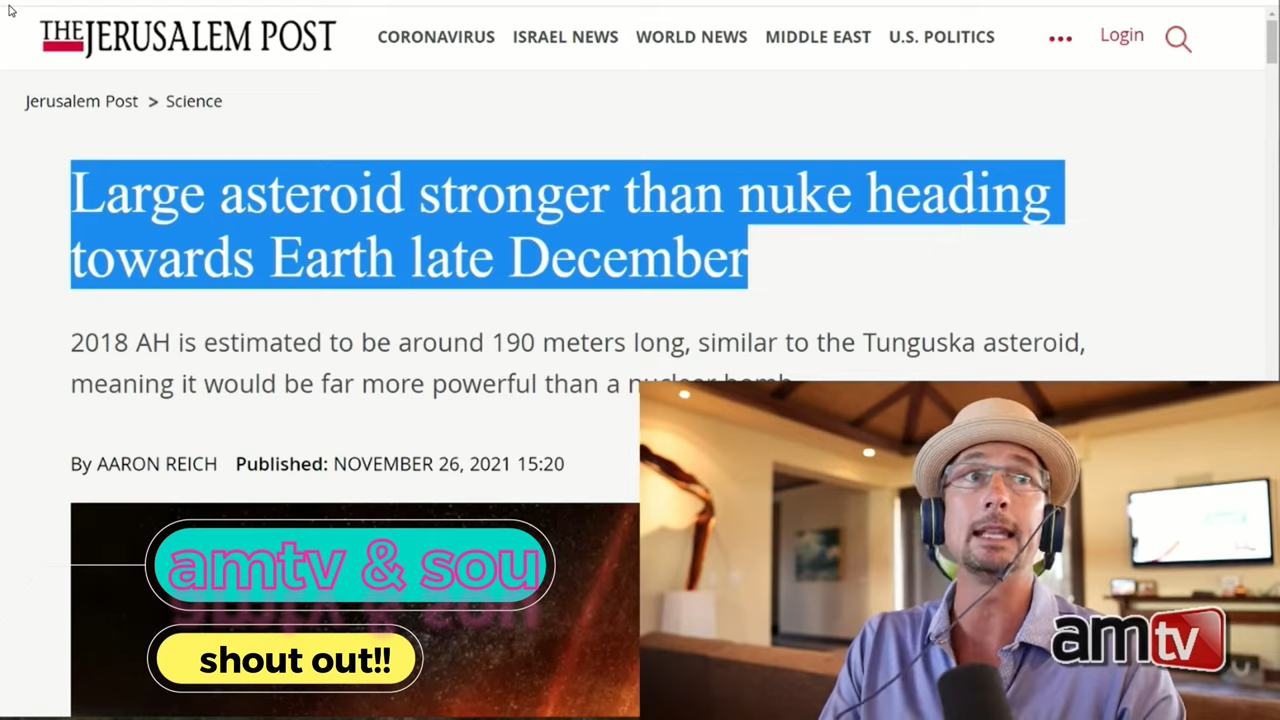 THE JERUSALEM POST
CORONAVIRUS ISRAEL NEWS WORLD NEWS MIDDLE EAST U.S. POLITICS ••• Login
Jerusalem Post > Science
Large asteroid stronger than nuke heading
towards Earth late December
2018 AH is estimated to be around 190 meters long, similar to the Tunguska asteroid,
meaning it would be far more powerful than a nuclear bomb
By AARON REICH Published: NOVEMBER 26, 2021 15:20
amtv & sou
shout out!!
amtv